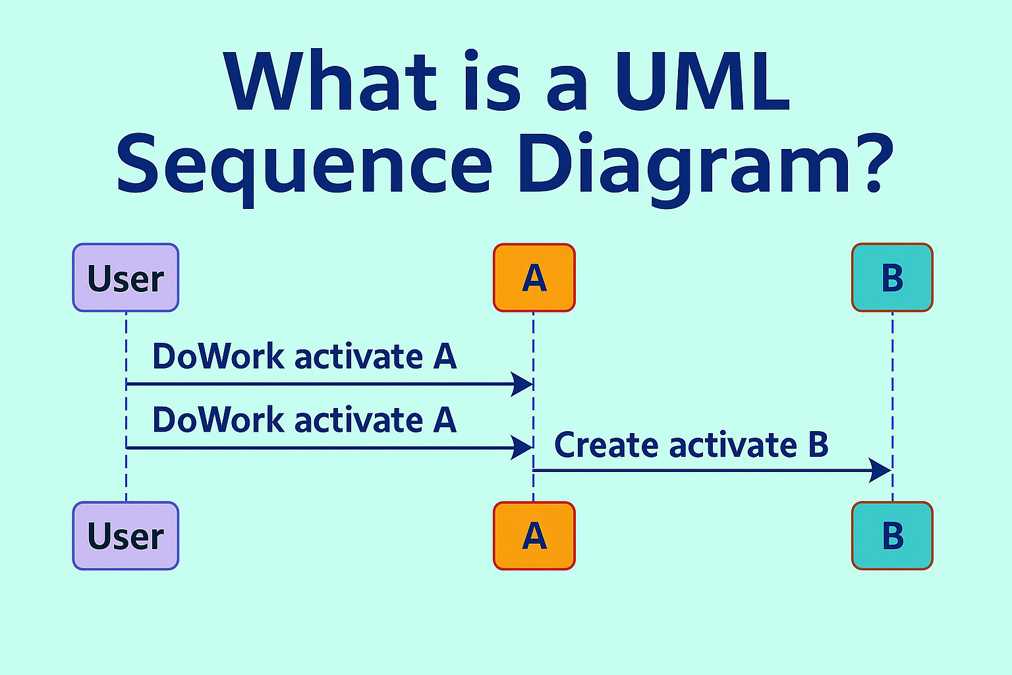 What is a UML
Sequence Diagram?
User
A
B
DoWork activate A
DoWork activate A
Create activate B
User
A
B